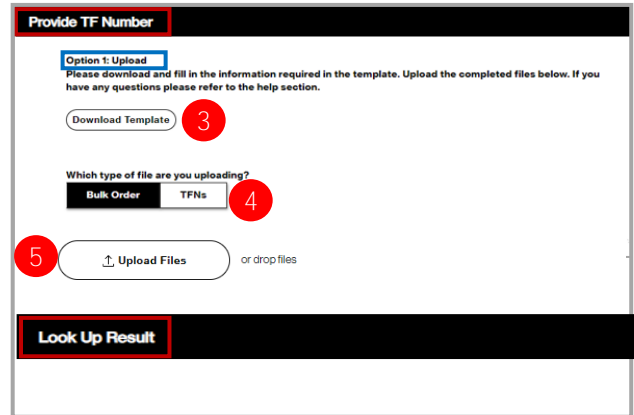 Provide TF Number
Option 1: Upload
Please download and fill in the information required in the template. Upload the completed files below. If you
have any questions please refer to the help section.
Download Template
3
Which type of file are you uploading?
Bulk Order TFNs
4
5
Upload Files or drop files
Look Up Result